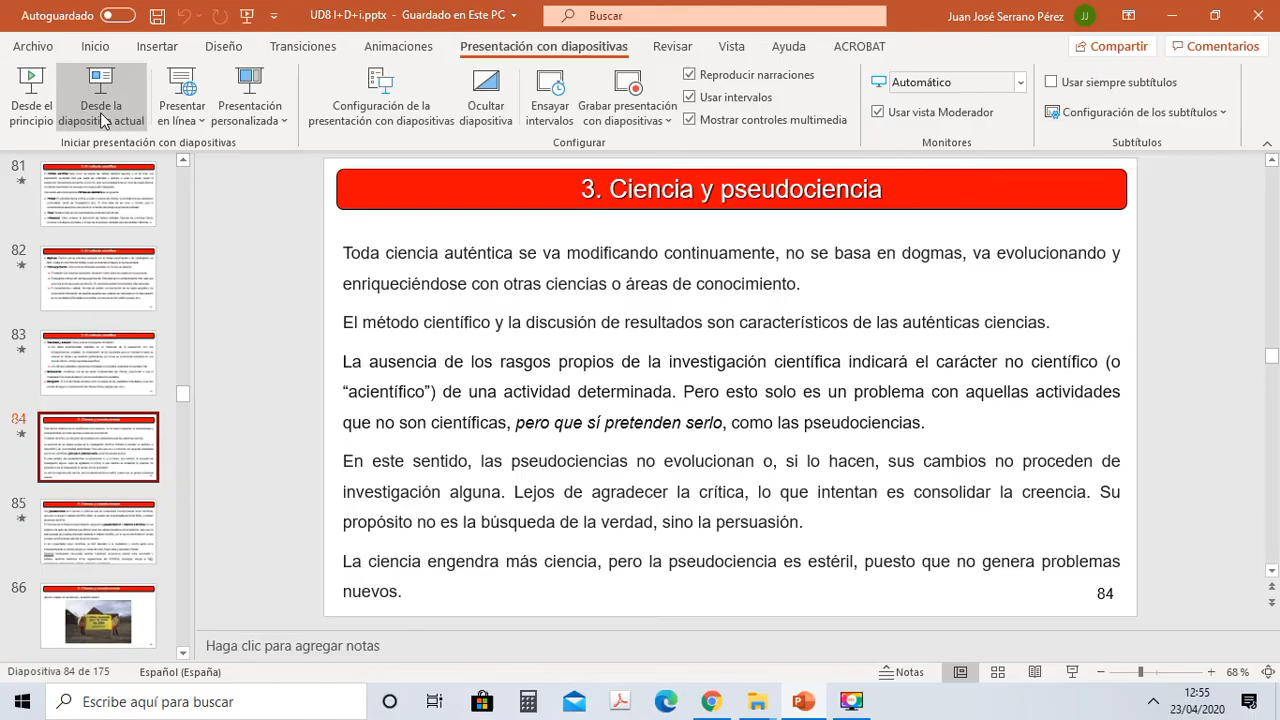 Autoguardado
UD8 I+D+i.pptx - Guardado en Este PC
Buscar
Juan José Serrano Pérez
JJ
Archivo
Inicio
Insertar
Diseño
Transiciones
Animaciones
Presentación con diapositivas
Revisar
Vista
Ayuda
ACROBAT
Compartir
Comentarios
Desde el principio
Desde la diapositiva actual
Presentar en línea
Presentación personalizada
Configuración de la presentación con diapositivas
Ocultar diapositiva
Ensayar intervalos
Grabar presentación con diapositivas
Reproducir narraciones
Usar intervalos
Mostrar controles multimedia
Automático
Usar vista Moderador
Usar siempre subtítulos
Configuración de los subtítulos
Iniciar presentación con diapositivas
Configurar
Monitores
Subtítulos
81
82
83
84
85
86
3. Ciencia y pseudociencia
Toda ciencia auténtica se va modificando continuamente, no se basa en dogmas, va evolucionando y
enriqueciéndose con otras ciencias o áreas de conocimiento.
El método científico y la discusión de resultados son característicos de las auténticas ciencias.
La ausencia de los principios de la investigación científica indicará el carácter no científico (o
“acientífico”) de una actividad determinada. Pero esto solo es un problema con aquellas actividades
que no son científicas pero que sí pretenden serlo, como las pseudociencias.
En este sentido, las pseudociencias no evolucionan y, si lo hacen, sus cambios no proceden de
investigación alguna. Lejos de agradecer la crítica, lo que intentan es consolidar la creencia. Su
propósito no es la búsqueda de la verdad, sino la persuasión.
La ciencia engendra más ciencia, pero la pseudociencia es estéril, puesto que no genera problemas
nuevos.
84
Haga clic para agregar notas
Diapositiva 84 de 175
Español (España)
Notas
68 %
Escribe aquí para buscar
12:55
23/04/2020